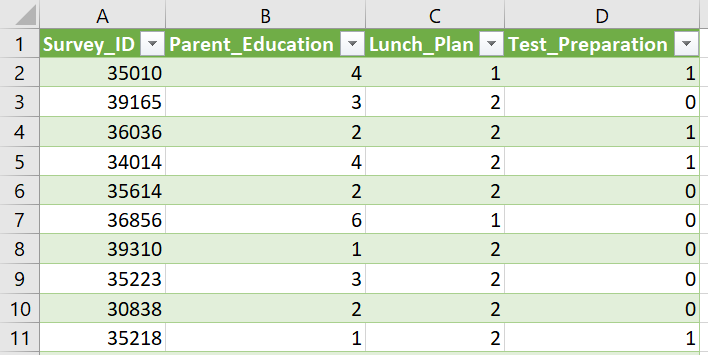 A B C D
1 Survey_ID Parent_Education Lunch_Plan Test_Preparation
2 35010 4 1 1
3 39165 3 2 0
4 36036 2 2 1
5 34014 4 2 1
6 35614 2 2 0
7 36856 6 1 0
8 39310 1 2 0
9 35223 3 2 0
10 30838 2 2 0
11 35218 1 2 1